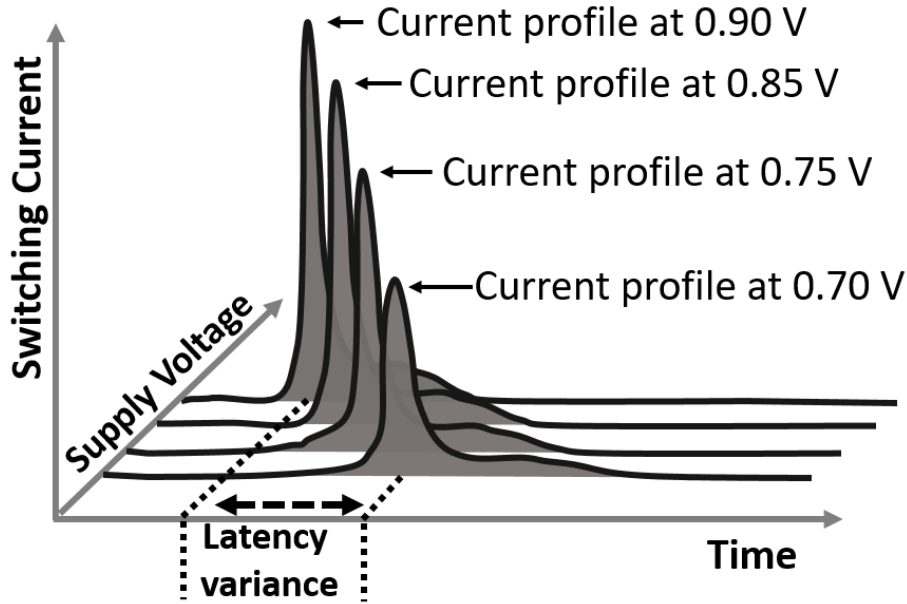 Current profile at 0.90 V
Current profile at 0.85 V
Current profile at 0.75 V
Current profile at 0.70 V
Switching Current
Supply Voltage
Latency
variance
Time